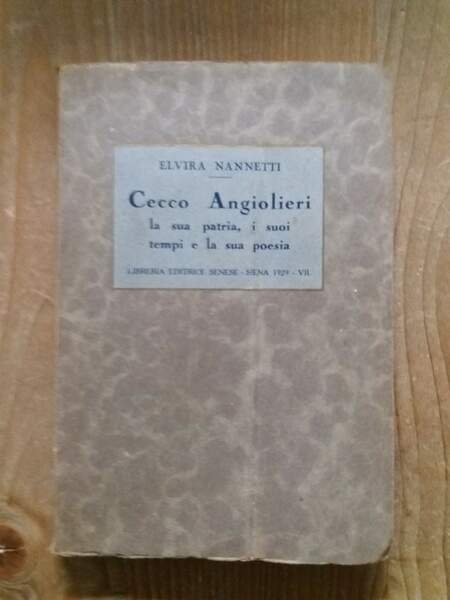 ELVIRA NANNETTI
Cecco Angiolieri
la sua patria, i suoi
tempi e la sua poesia
LIBRERIA EDITRICE SENESE - SIENA 1929 - VII.